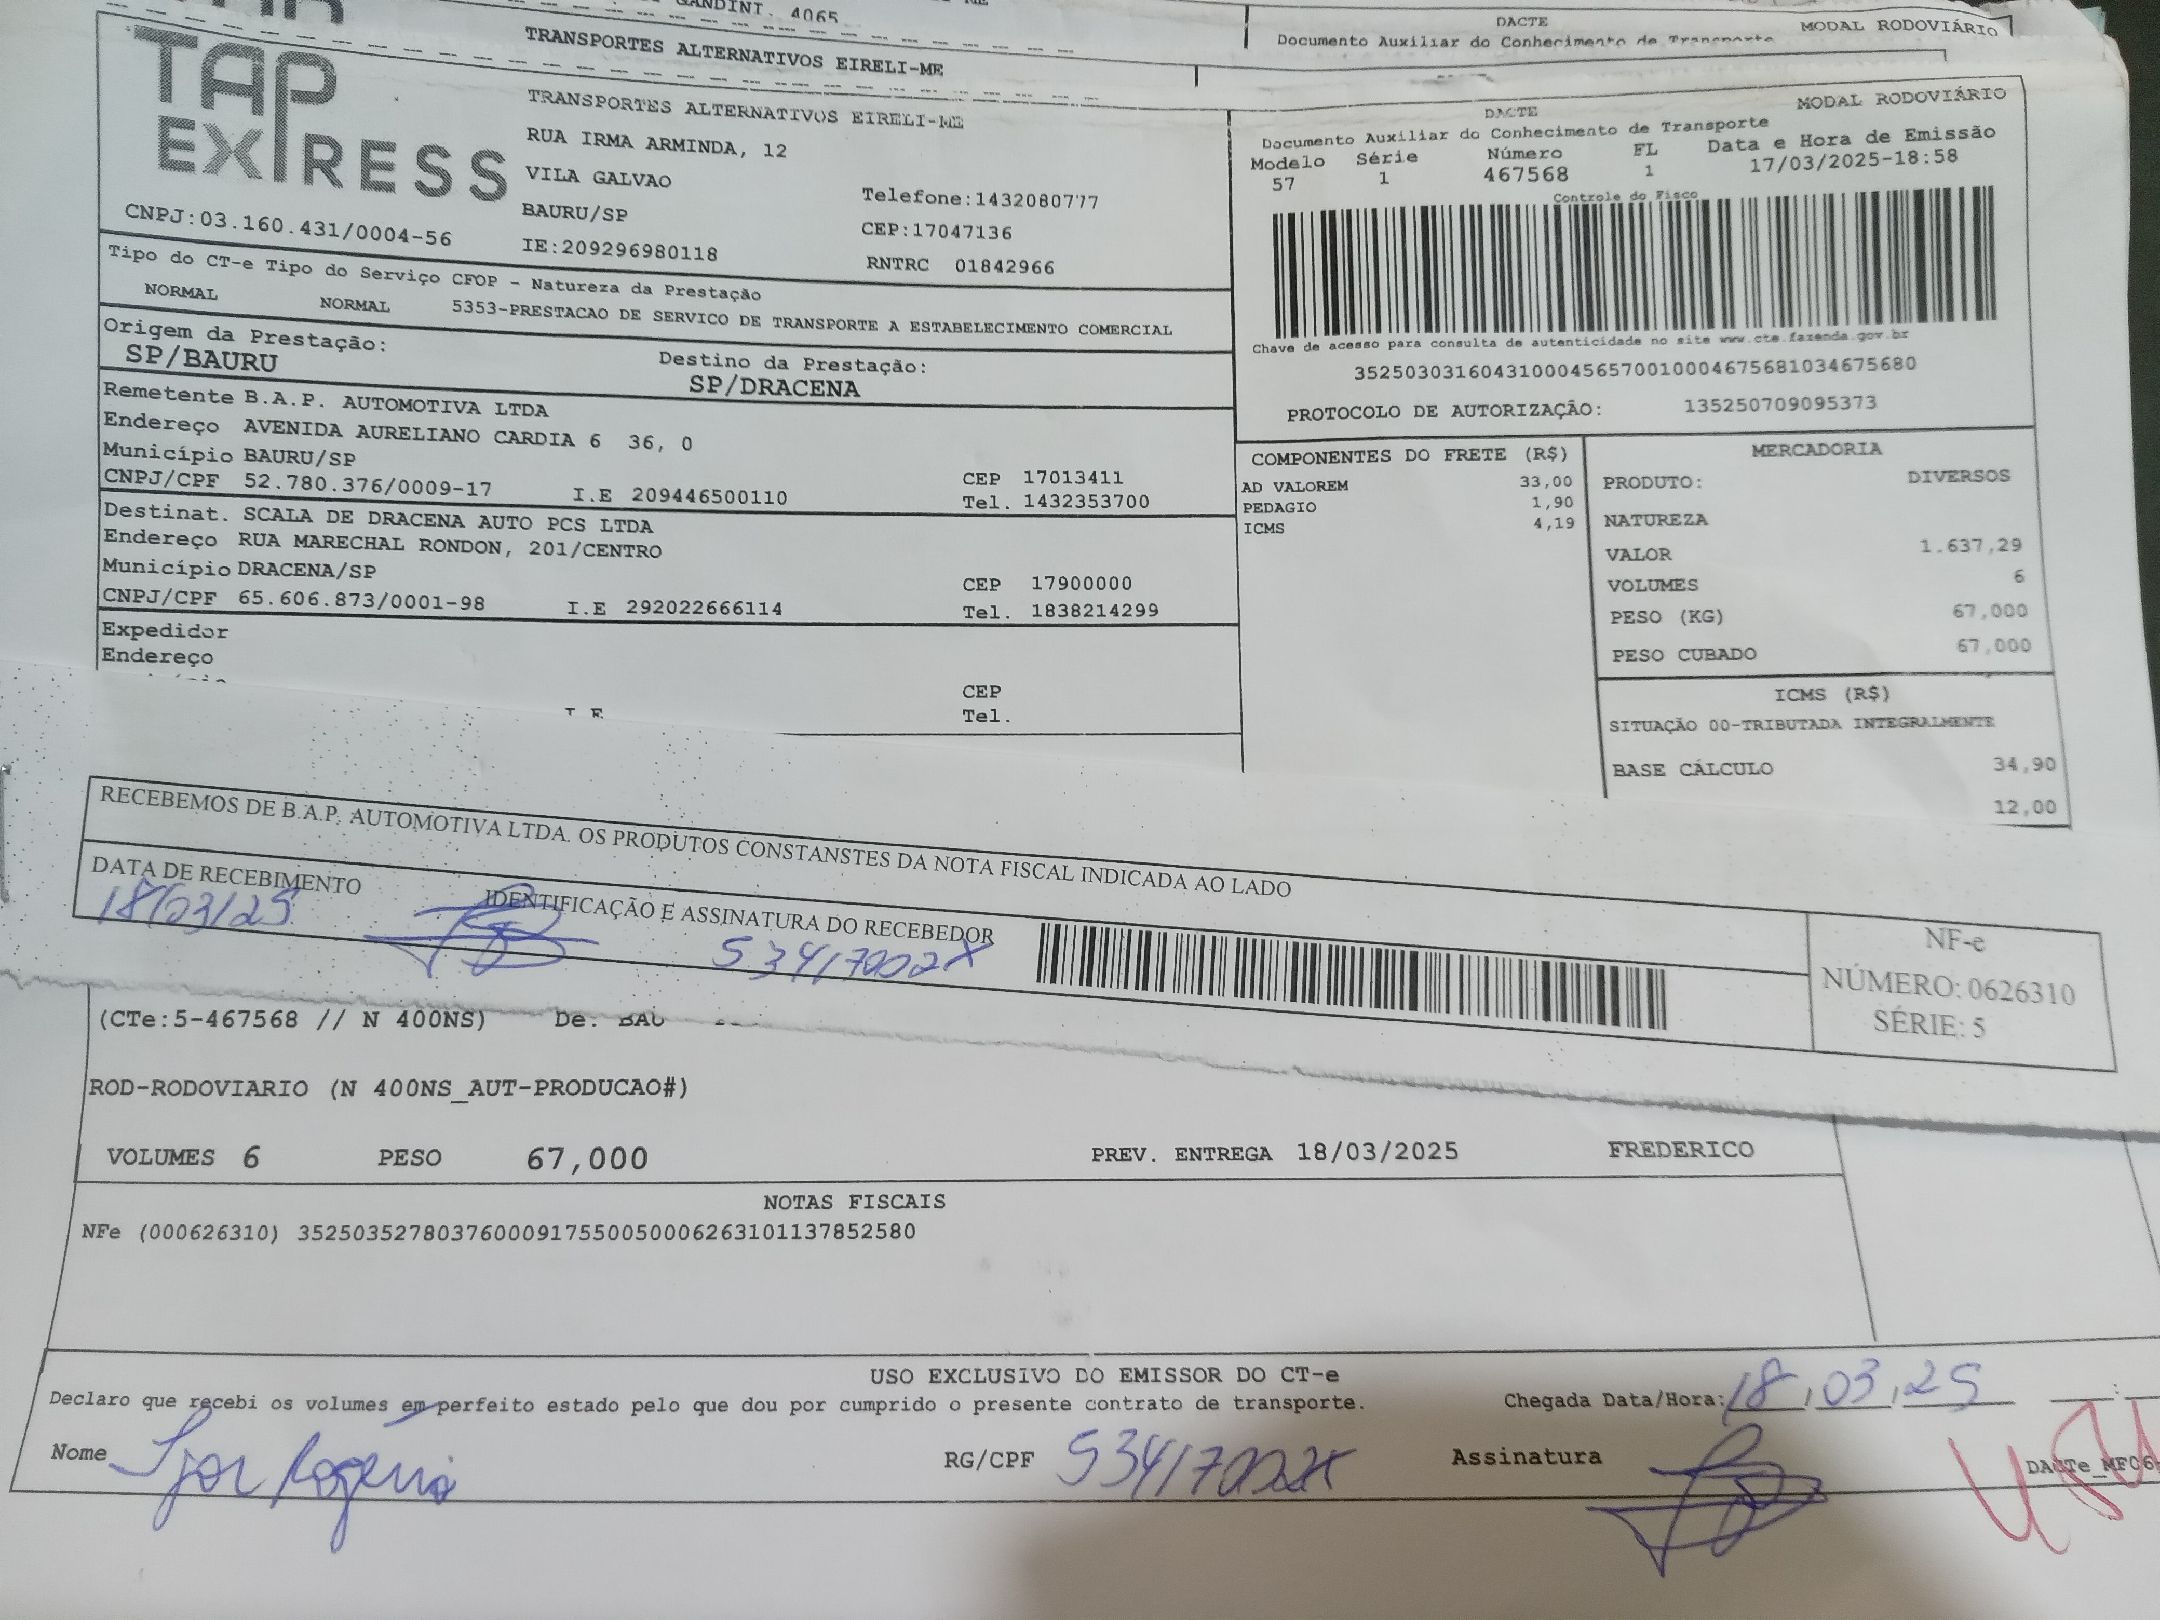 GANDINT. 4065
TRANSPORTES ALTERNATIVOS EIRELI-ME
DACTE
MODAL RODOVIÁRIO
Documento Auxiliar do Conhecimento de Transporte
TAP EXPRESS
TRANSPORTES ALTERNATIVOS EIRELI-ME
RUA IRMA ARMINDA, 12
VILA GALVAO
Telefone:1432080777
BAURU/SP
CEP:17047136
CNPJ:03.160.431/0004-56
IE:209296980118
RNTRC 01842966
DACTE
MODAL RODOVIÁRIO
Documento Auxiliar do Conhecimento de Transporte
Modelo Série Número FL Data e Hora de Emissão
57 1 467568 1 17/03/2025-18:58
Controle do Fisco
Chave de acesso para consulta de autenticidade no site www.cte.fazenda.gov.br
35250303160431000456570010004675681034675680
PROTOCOLO DE AUTORIZAÇÃO: 135250709095373
Tipo do CT-e Tipo do Serviço CFOP - Natureza da Prestação
NORMAL NORMAL 5353-PRESTACAO DE SERVICO DE TRANSPORTE A ESTABELECIMENTO COMERCIAL
Origem da Prestação: Destino da Prestação:
SP/BAURU SP/DRACENA
Remetente B.A.P. AUTOMOTIVA LTDA
Endereço AVENIDA AURELIANO CARDIA 6 36, 0
Município BAURU/SP CEP 17013411
CNPJ/CPF 52.780.376/0009-17 I.E 209446500110 Tel. 1432353700
Destinat. SCALA DE DRACENA AUTO PCS LTDA
Endereço RUA MARECHAL RONDON, 201/CENTRO
Município DRACENA/SP CEP 17900000
CNPJ/CPF 65.606.873/0001-98 I.E 292022666114 Tel. 1838214299
Expedidor
Endereço
CEP
I.E Tel.
COMPONENTES DO FRETE (R$)
AD VALOREM 33,00
PEDAGIO 1,90
ICMS 4,19
MERCADORIA
PRODUTO: DIVERSOS
NATUREZA
VALOR 1.637,29
VOLUMES 6
PESO (KG) 67,000
PESO CUBADO 67,000
ICMS (R$)
SITUAÇÃO 00-TRIBUTADA INTEGRALMENTE
BASE CÁLCULO 34,90
12,00
RECEBEMOS DE B.A.P. AUTOMOTIVA LTDA. OS PRODUTOS CONSTANSTES DA NOTA FISCAL INDICADA AO LADO
DATA DE RECEBIMENTO IDENTIFICAÇÃO E ASSINATURA DO RECEBEDOR
18/03/25 53417002X
NF-e
NÚMERO: 0626310
SÉRIE: 5
(CTe:5-467568 // N 400NS) De: BAU
ROD-RODOVIARIO (N 400NS_AUT-PRODUCAO#)
VOLUMES 6 PESO 67,000 PREV. ENTREGA 18/03/2025 FREDERICO
NOTAS FISCAIS
NFe (000626310) 35250352780376000917550050006263101137852580
USO EXCLUSIVO DO EMISSOR DO CT-e
Declaro que recebi os volumes em perfeito estado pelo que dou por cumprido o presente contrato de transporte. Chegada Data/Hora: 18,03,25 :
Nome Igor Rogério RG/CPF 53417002X Assinatura
DACTe_MF06